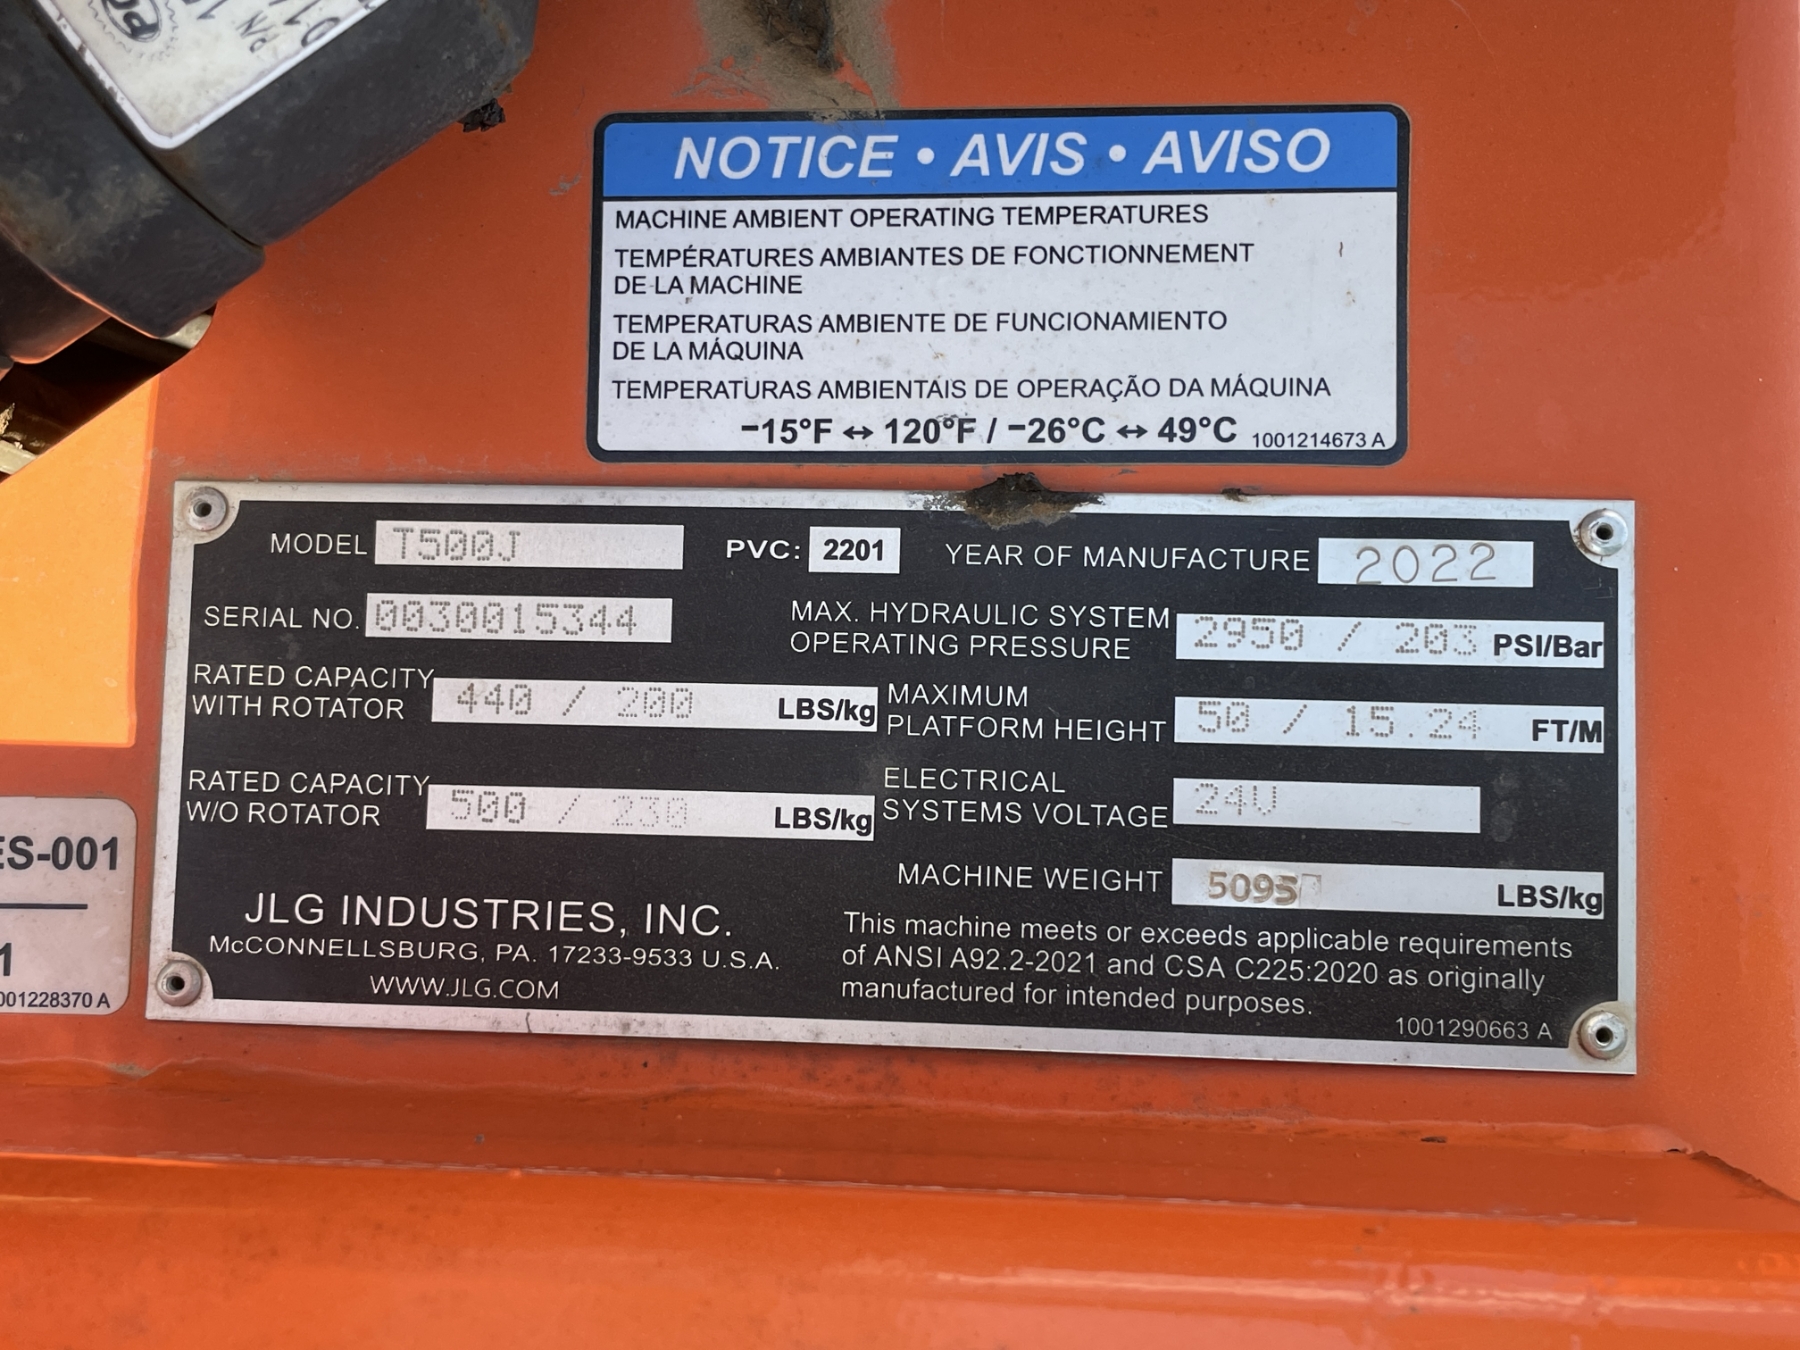 P/N
NOTICE • AVIS • AVISO
MACHINE AMBIENT OPERATING TEMPERATURES
TEMPÉRATURES AMBIANTES DE FONCTIONNEMENT
DE LA MACHINE
TEMPERATURAS AMBIENTE DE FUNCIONAMIENTO
DE LA MÁQUINA
TEMPERATURAS AMBIENTAIS DE OPERAÇÃO DA MÁQUINA
-15°F ↔ 120°F / -26°C ↔ 49°C 1001214673 A
MODEL T500J PVC: 2201 YEAR OF MANUFACTURE 2022
SERIAL NO. 0030015344
MAX. HYDRAULIC SYSTEM
OPERATING PRESSURE 2950 / 203 PSI/Bar
RATED CAPACITY
WITH ROTATOR 440 / 200 LBS/kg
MAXIMUM
PLATFORM HEIGHT 50 / 15.24 FT/M
RATED CAPACITY
W/O ROTATOR 500 / 230 LBS/kg
ELECTRICAL
SYSTEMS VOLTAGE 24V
MACHINE WEIGHT LBS/kg
JLG INDUSTRIES, INC.
McCONNELLSBURG, PA. 17233-9533 U.S.A.
WWW.JLG.COM
This machine meets or exceeds applicable requirements
of ANSI A92.2-2021 and CSA C225:2020 as originally
manufactured for intended purposes.
1001290663 A
ES-001
1
001228370 A